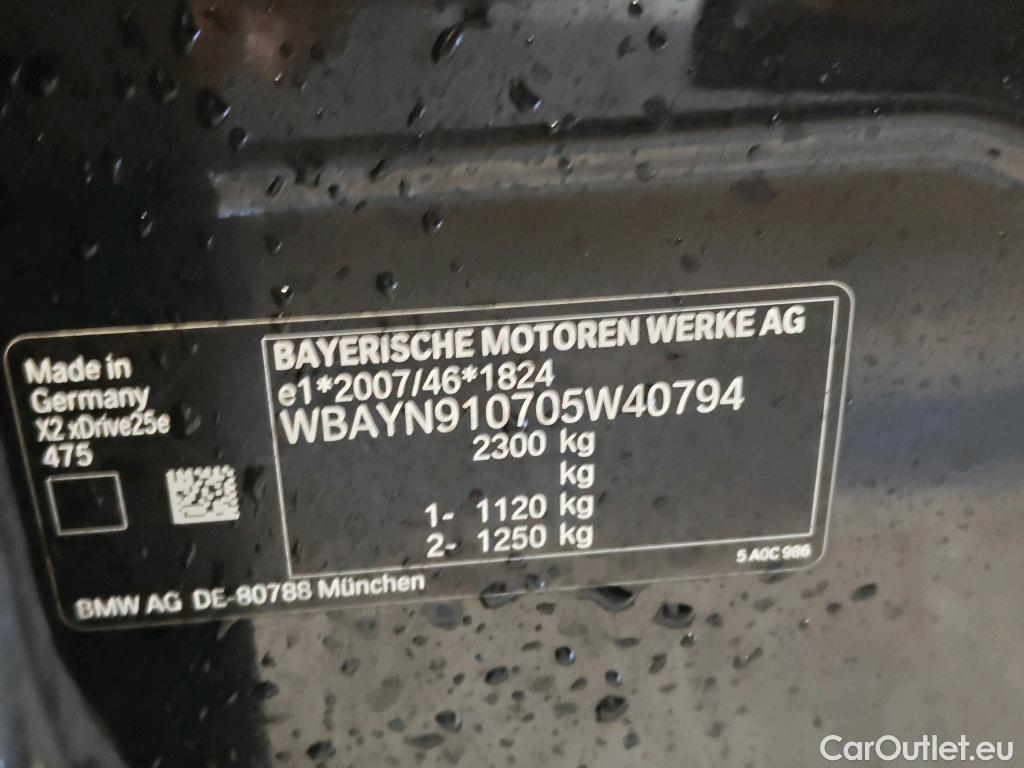 Made in
Germany
X2 xDrive25e
475
BAYERISCHE MOTOREN WERKE AG
e1*2007/46*1824
WBAYN910705W40794
2300 kg
kg
1- 1120 kg
2- 1250 kg
5 A0C 986
BMW AG DE-80788 München
CarOutlet.eu